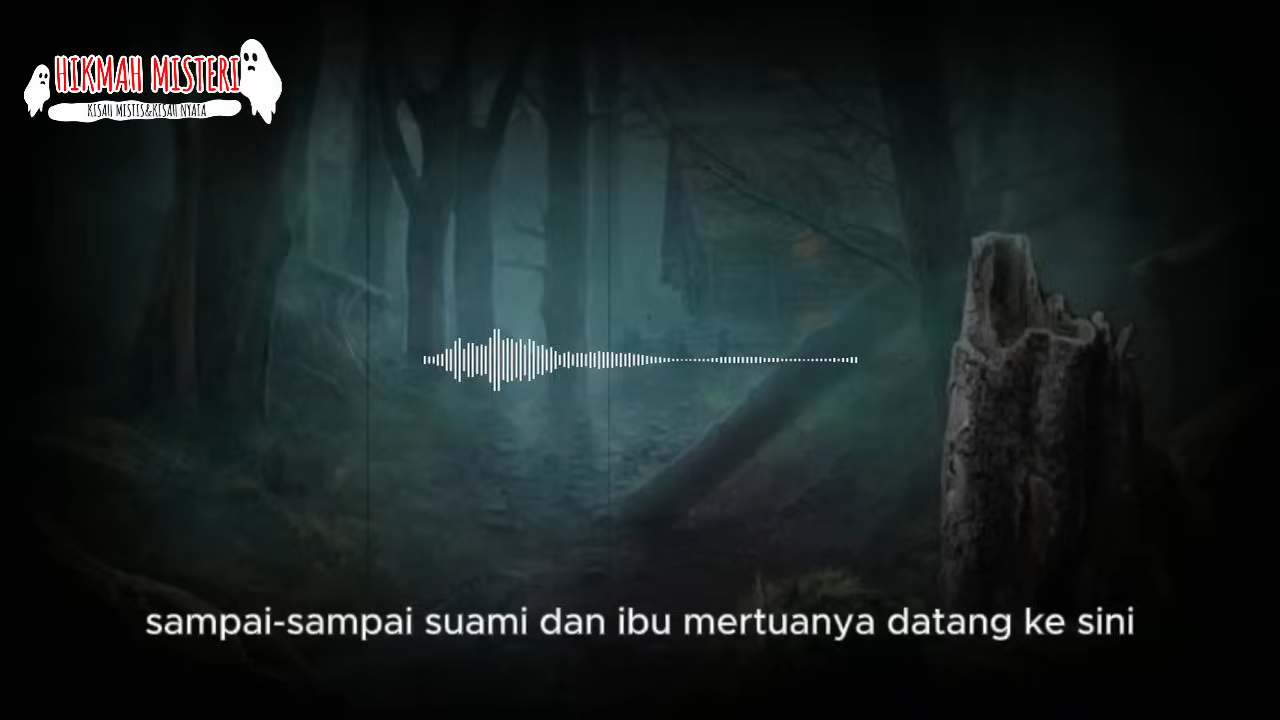 HIKMAH MISTERI
KISAH MISTIS&KISAH NYATA
sampai-sampai suami dan ibu mertuanya datang ke sini